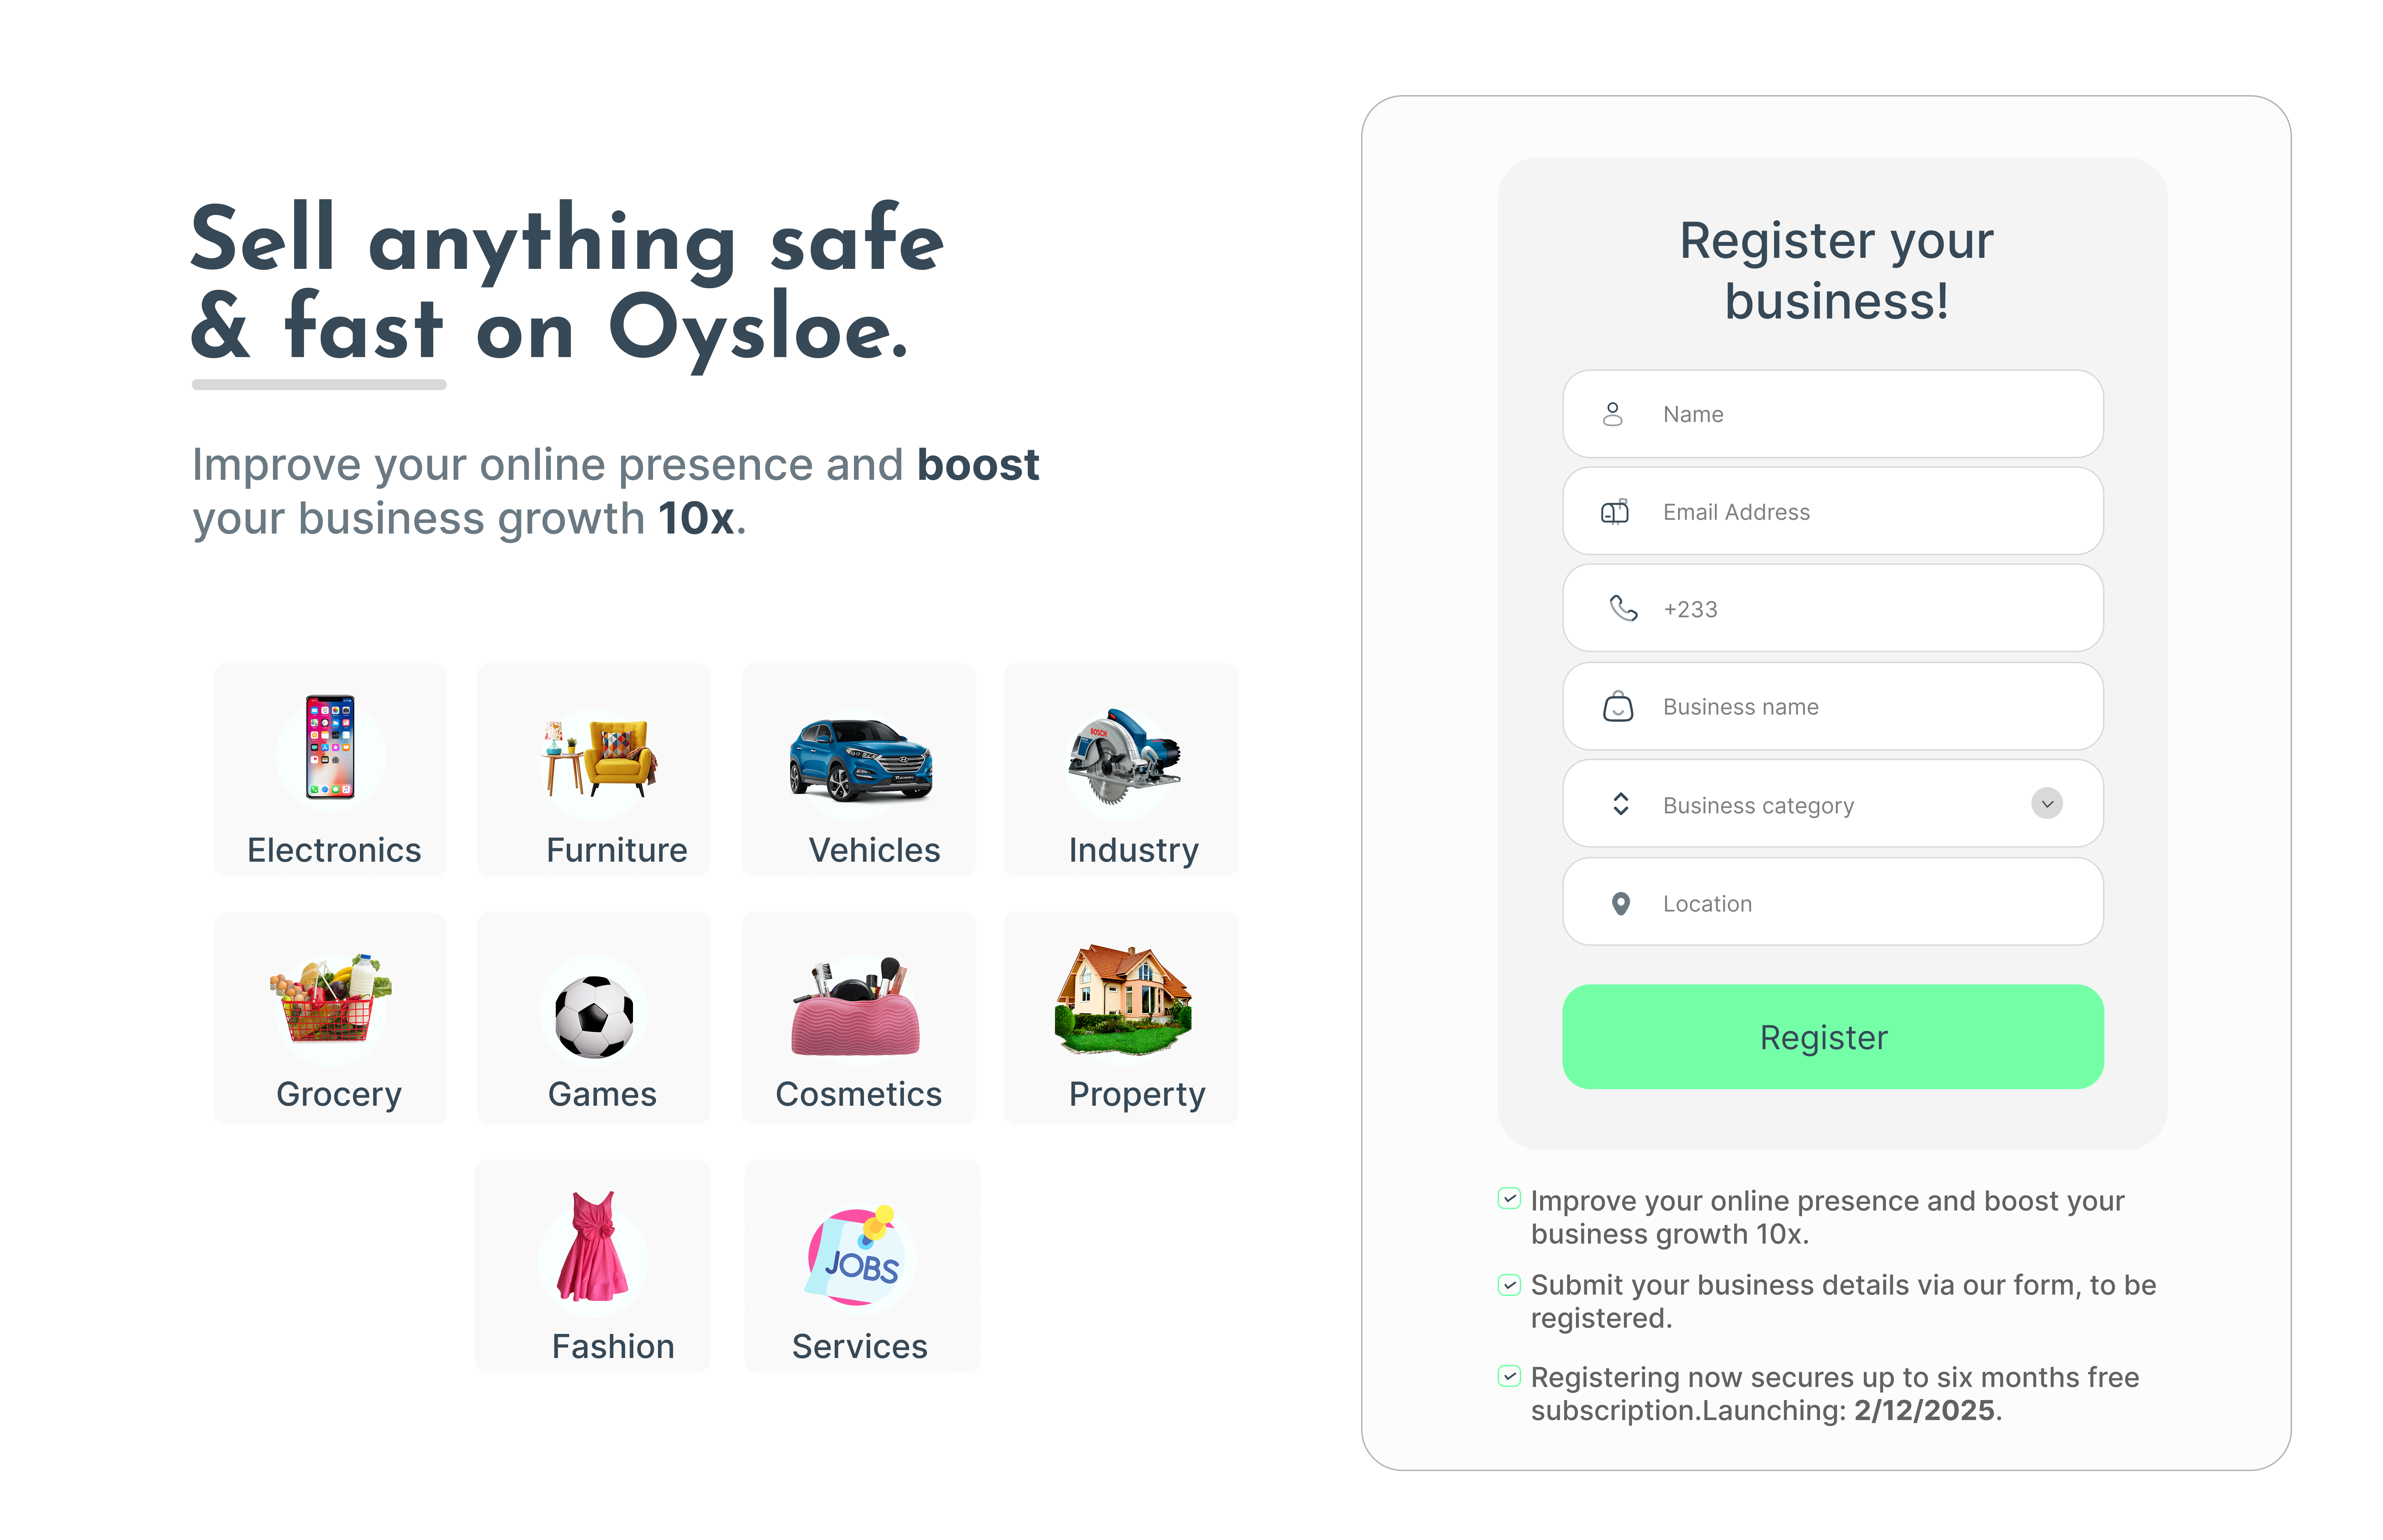 Sell anything safe
& fast on Oysloe.
Improve your online presence and boost
your business growth 10x.
Electronics
Furniture
Vehicles
BOSCH
Industry
Grocery
Games
Cosmetics
Property
Fashion
JOBS
Services
Register your
business!
Name
Email Address
+233
Business name
Business category
Location
Register
Improve your online presence and boost your
business growth 10x.
Submit your business details via our form, to be
registered.
Registering now secures up to six months free
subscription.Launching: 2/12/2025.